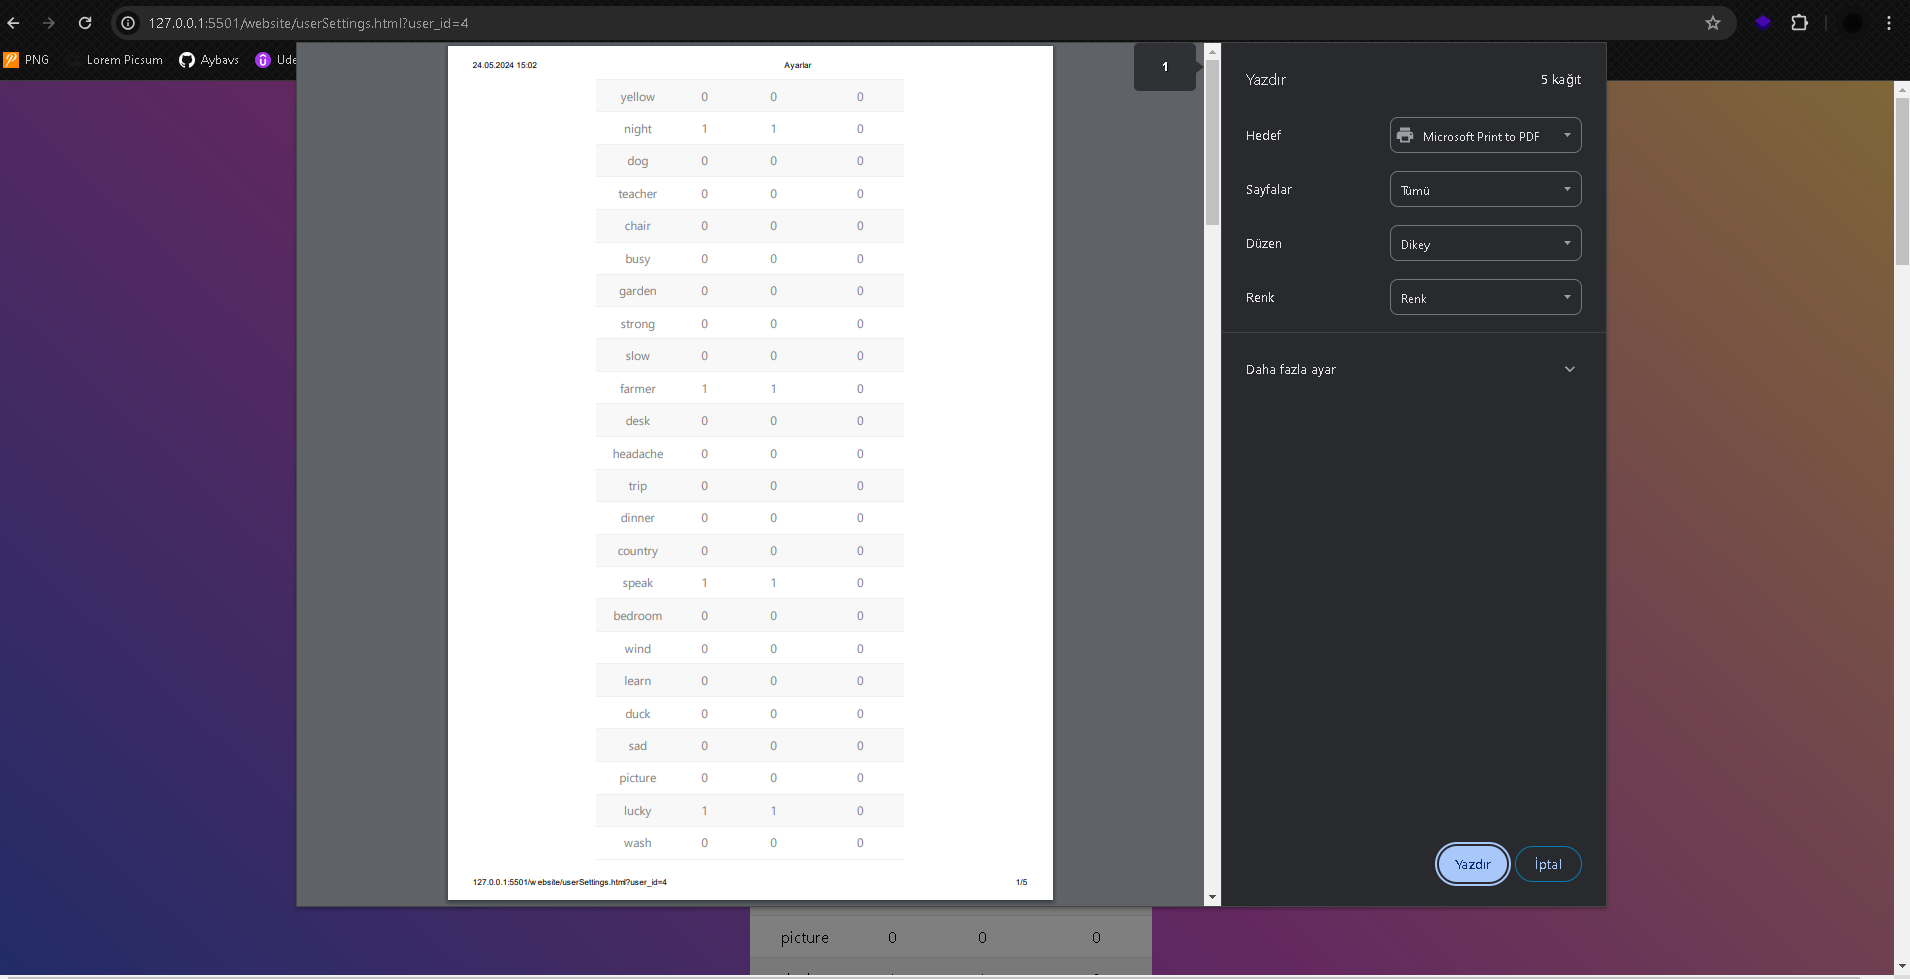 127.0.0.1:5501/website/userSettings.html?user_id=4
PNG
Lorem Picsum
Aybavs
24.05.2024 15:02 Ayarlar
yellow 0 0 0
night 1 1 0
dog 0 0 0
teacher 0 0 0
chair 0 0 0
busy 0 0 0
garden 0 0 0
strong 0 0 0
slow 0 0 0
farmer 1 1 0
desk 0 0 0
headache 0 0 0
trip 0 0 0
dinner 0 0 0
country 0 0 0
speak 1 1 0
bedroom 0 0 0
wind 0 0 0
learn 0 0 0
duck 0 0 0
sad 0 0 0
picture 0 0 0
lucky 1 1 0
wash 0 0 0
127.0.0.1:5501/website/userSettings.html?user_id=4 1/5
1
Yazdır 5 kağıt
Hedef Microsoft Print to PDF
Sayfalar Tümü
Düzen Dikey
Renk Renk
Daha fazla ayar
Yazdır İptal
picture 0 0 0